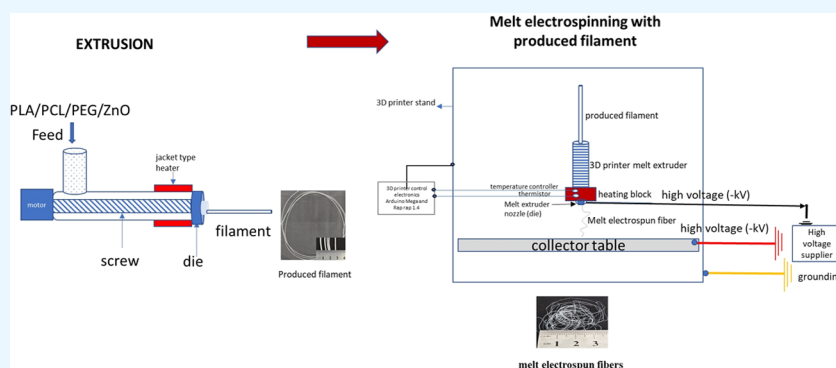 EXTRUSION
Melt electrospinning with
produced filament
PLA/PCL/PEG/ZnO
Feed
jacket type
heater
motor
screw
die
filament
Produced filament
3D printer stand
produced filament
3D printer melt extruder
3D printer control
electronics
Arduino Mega and
Rap rap 1.4
temperature controller
thermistor
heating block
Melt extruder
nozzle (die)
high voltage (-kV)
Melt electrospun fiber
high voltage (-kV)
collector table
High
voltage
supplier
groundin
1 2 3
melt electrospun fibers